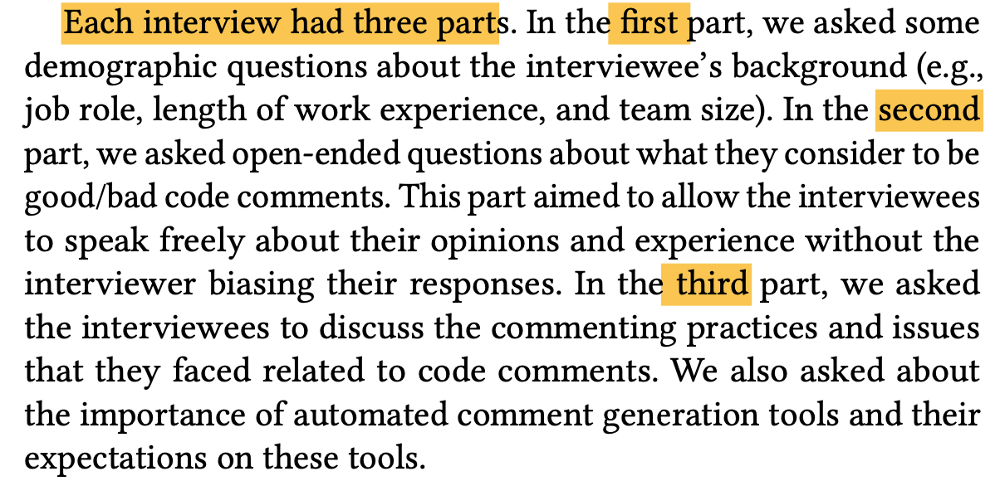 Each interview had three parts. In the first part, we asked some
demographic questions about the interviewee’s background (e.g.,
job role, length of work experience, and team size). In the second
part, we asked open-ended questions about what they consider to be
good/bad code comments. This part aimed to allow the interviewees
to speak freely about their opinions and experience without the
interviewer biasing their responses. In the third part, we asked
the interviewees to discuss the commenting practices and issues
that they faced related to code comments. We also asked about
the importance of automated comment generation tools and their
expectations on these tools.